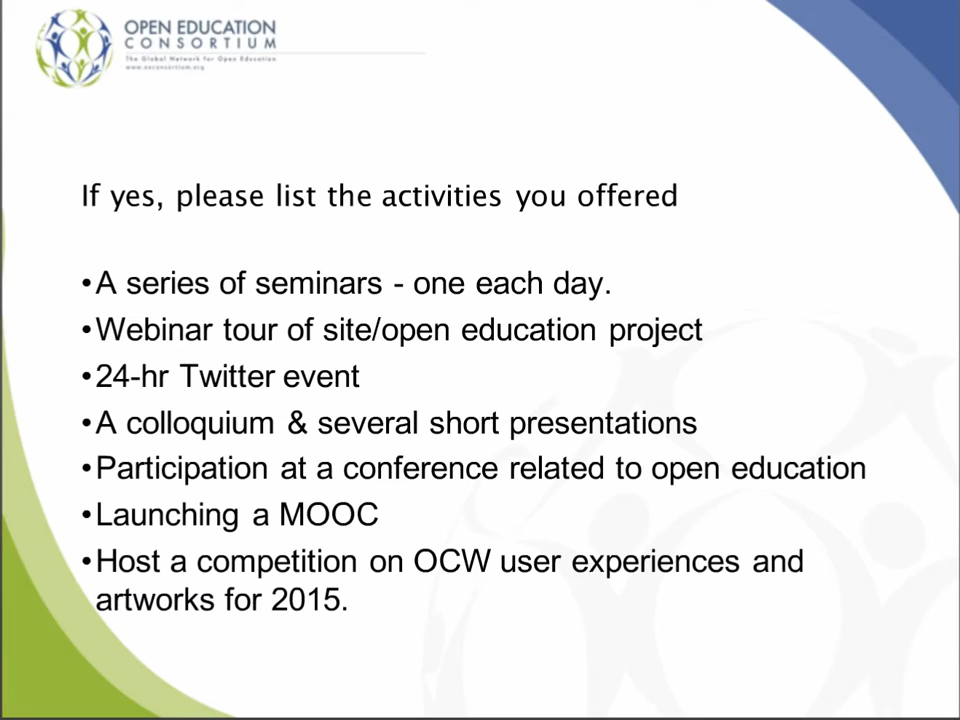 OPEN EDUCATION
CONSORTIUM
The Global Network for Open Education
www.oeconsortium.org
If yes, please list the activities you offered
•A series of seminars - one each day.
•Webinar tour of site/open education project
•24-hr Twitter event
•A colloquium & several short presentations
•Participation at a conference related to open education
•Launching a MOOC
•Host a competition on OCW user experiences and
artworks for 2015.